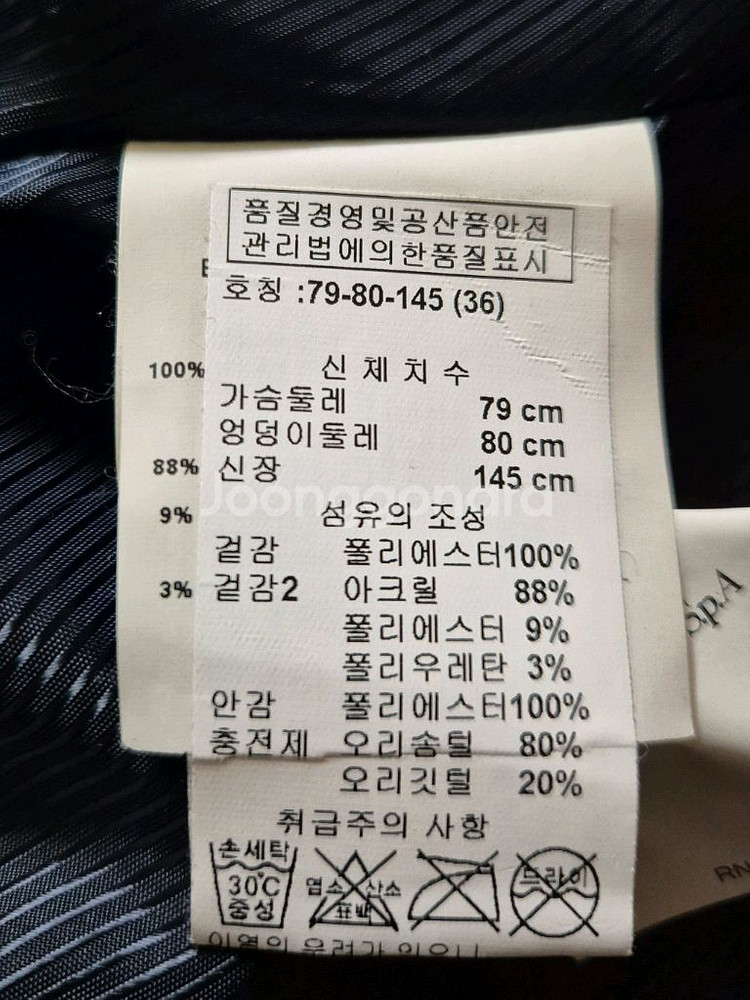 품질경영및공산품안전
관리법에의한품질표시
호칭 :79-80-145 (36)
신 체 치 수
가슴둘레 79 cm
엉덩이둘레 80 cm
신장 145 cm
섬유의 조성
겉감 폴리에스터100%
겉감2 아크릴 88%
폴리에스터 9%
폴리우레탄 3%
안감 폴리에스터100%
충전제 오리솜털 80%
오리깃털 20%
취급주의 사항
손세탁
30℃
중성
염소 산소
표백
드라이
100%
88%
9%
3%
Joonggonara
S.p.A
RN